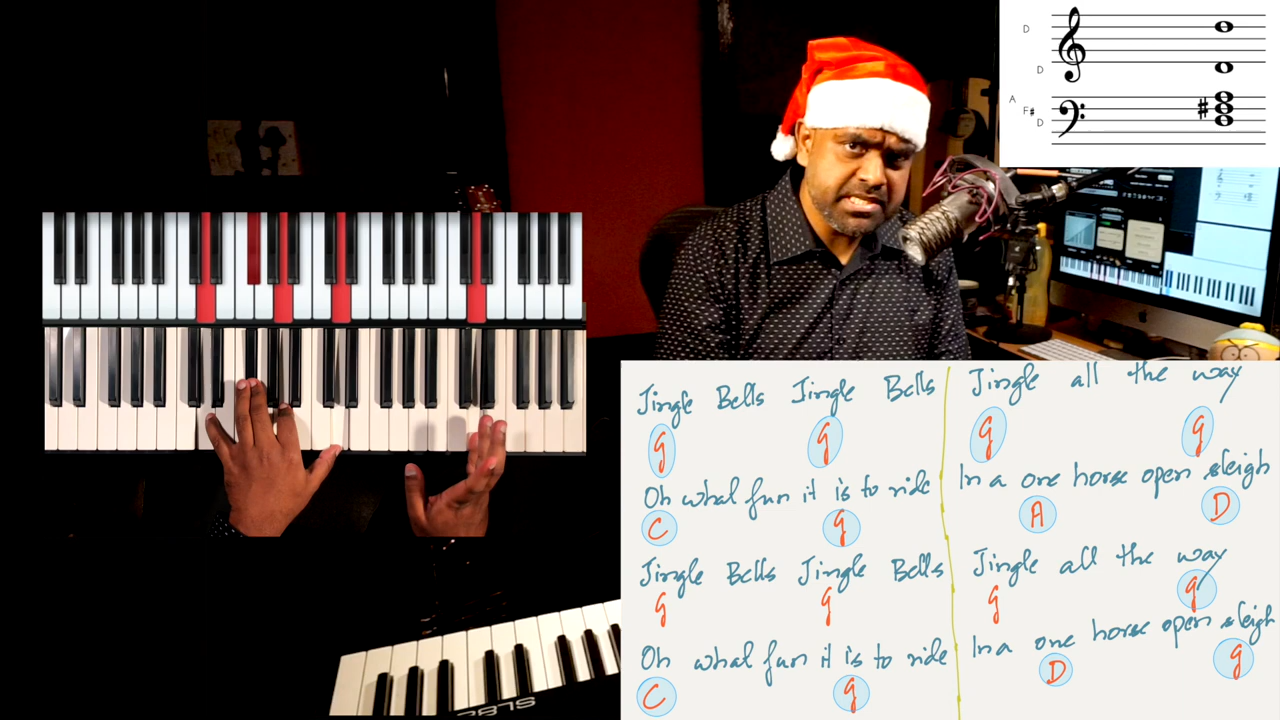 D
D
A
F#
D
Jingle Bells Jingle Bells Jingle all the way
G G G G
Oh what fun it is to ride In a one horse open sleigh
C G A D
Jingle Bells Jingle Bells Jingle all the way
G G G G
Oh what fun it is to ride In a one horse open sleigh
C G D G
SL88